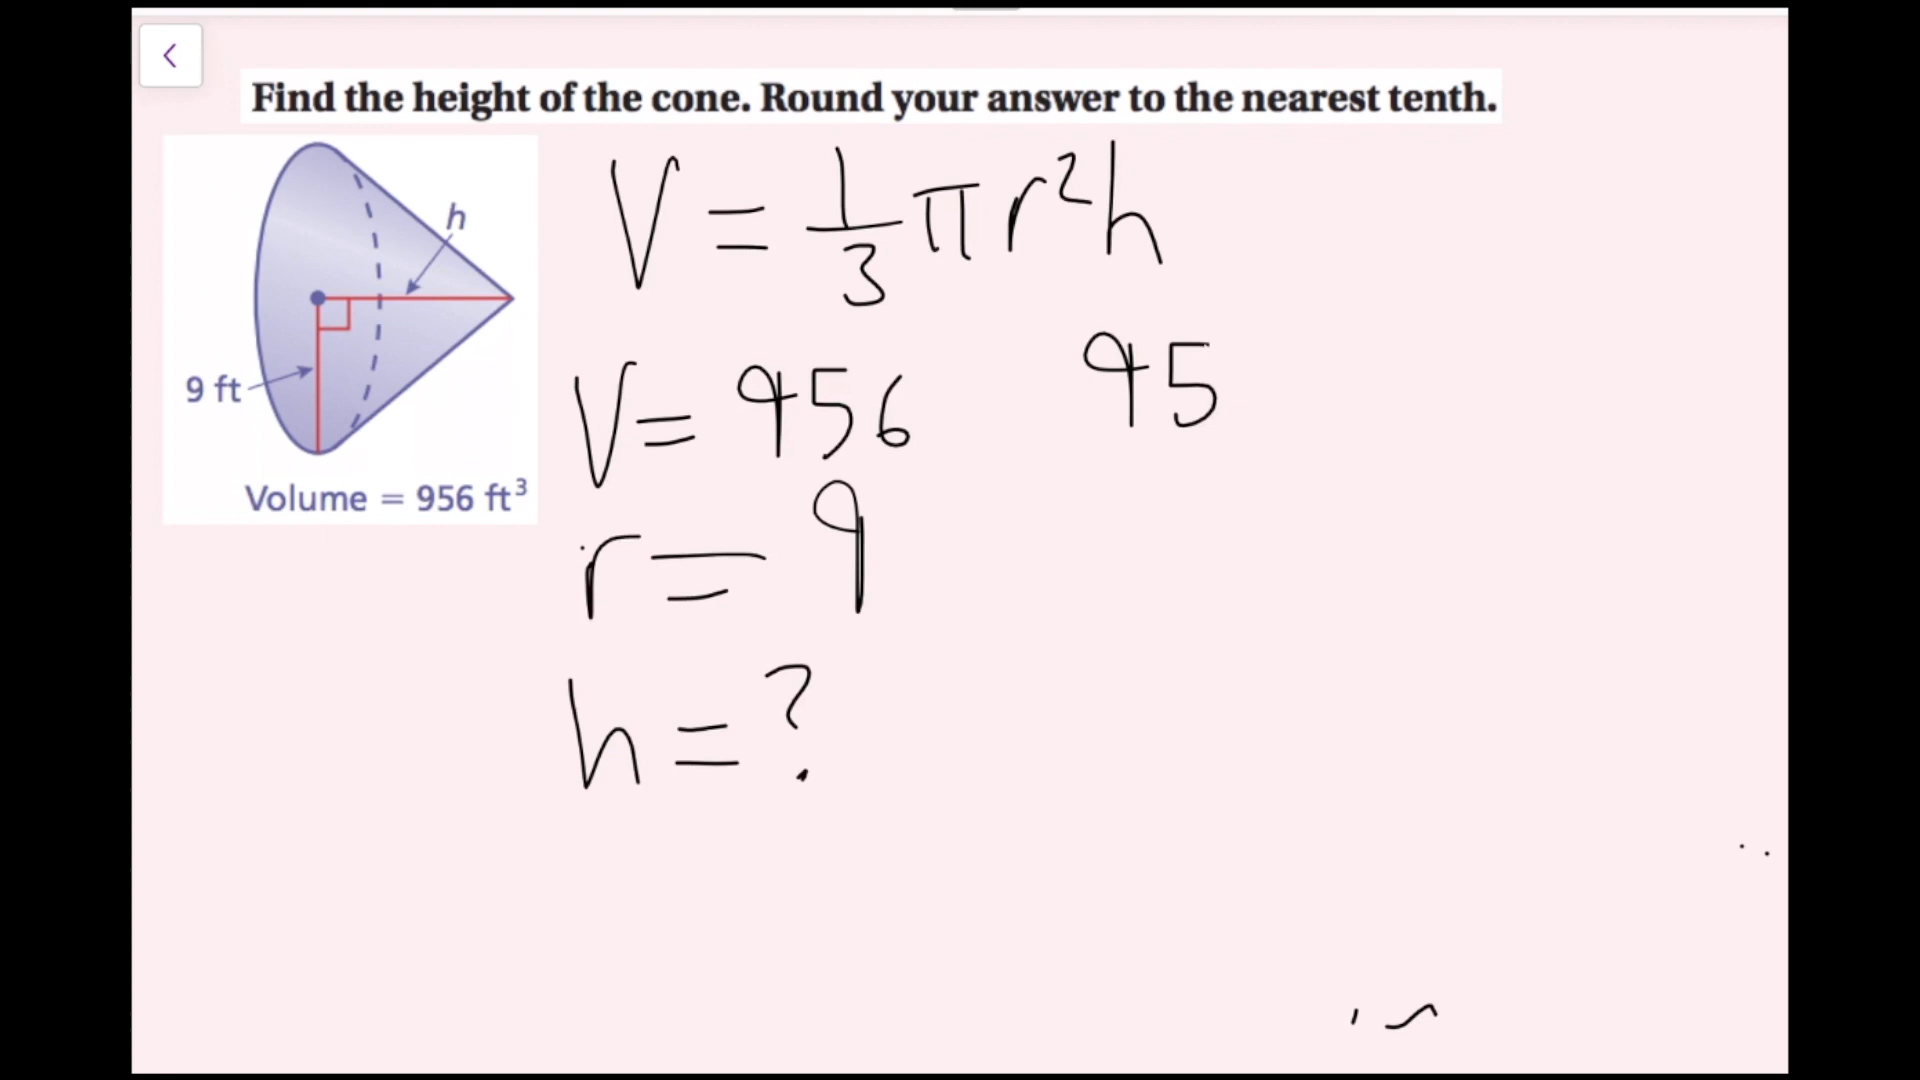 Find the height of the cone. Round your answer to the nearest tenth.
h
9 ft
Volume = 956 ft³
V = 1/3 π r²h
V = 956
95
r = 9
h = ?